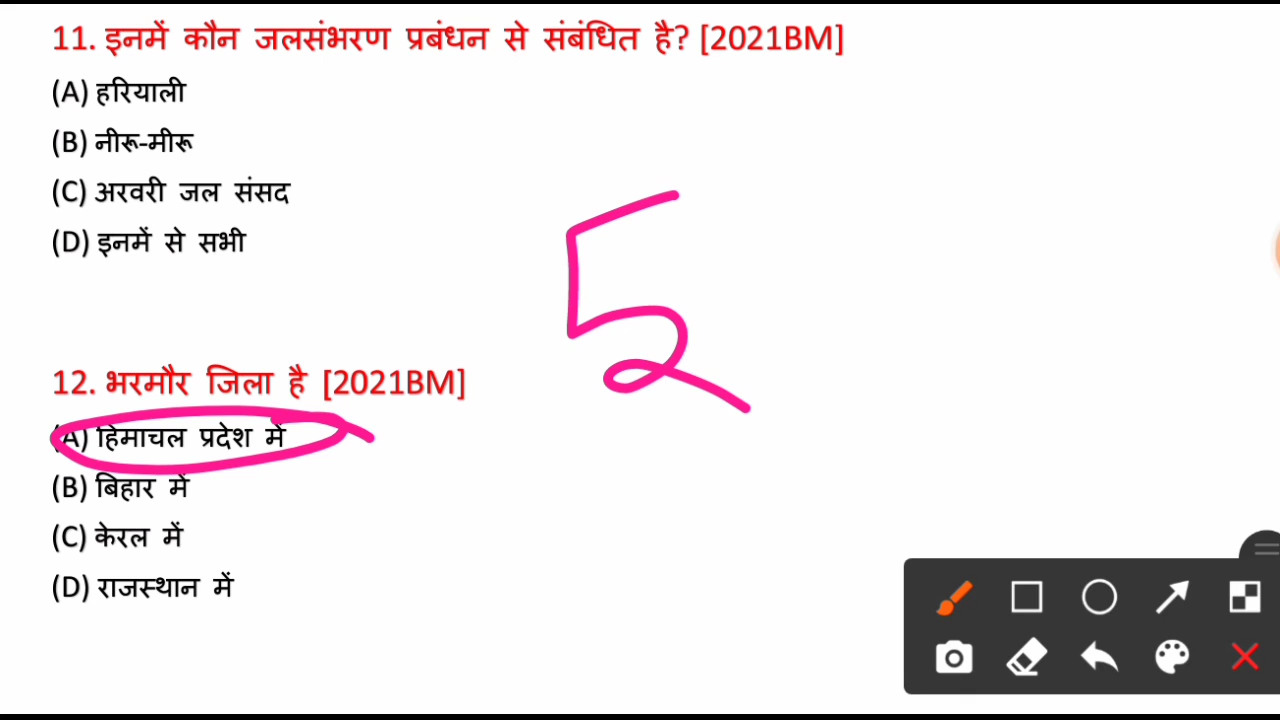 11. इनमें कौन जलसंभरण प्रबंधन से संबंधित है? [2021BM]
(A) हरियाली
(B) नीरू-मीरू
(C) अरवरी जल संसद
(D) इनमें से सभी
5
12. भरमौर जिला है [2021BM]
(A) हिमाचल प्रदेश में
(B) बिहार में
(C) केरल में
(D) राजस्थान में